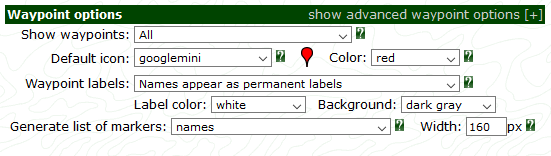 Waypoint options show advanced waypoint options [+]
Show waypoints: All ?
Default icon: googlemini ? Color: red ?
Waypoint labels: Names appear as permanent labels ?
Label color: white Background: dark gray
Generate list of markers: names ? Width: 160 px ?